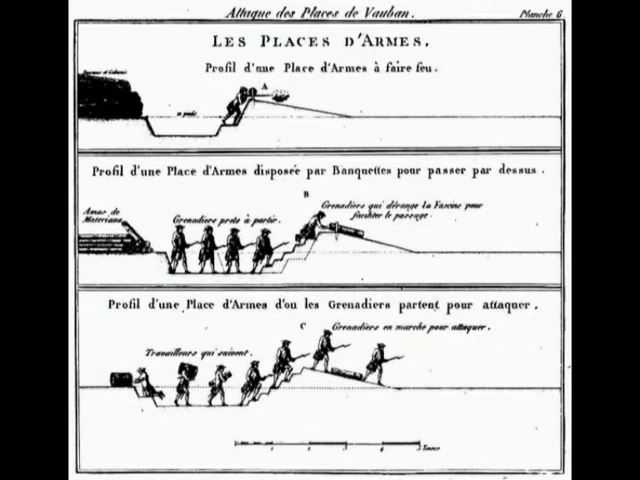 Attaque des Places de Vauban.
Planche 6
LES PLACES D'ARMES.
Profil d'une Place d'Armes à faire feu.
A
Profil d'une Place d'Armes disposée par Banquettes pour passer par dessus.
B
Amas de
Materiaux
Grenadiers prets à partir.
Grenadiers qui dérange la Fascine pour
faciliter le passage.
Profil d'une Place d'Armes d'ou les Grenadiers partent pour attaquer.
C
Grenadiers en marche pour attaquer.
Travailleurs qui suivent.
Toises